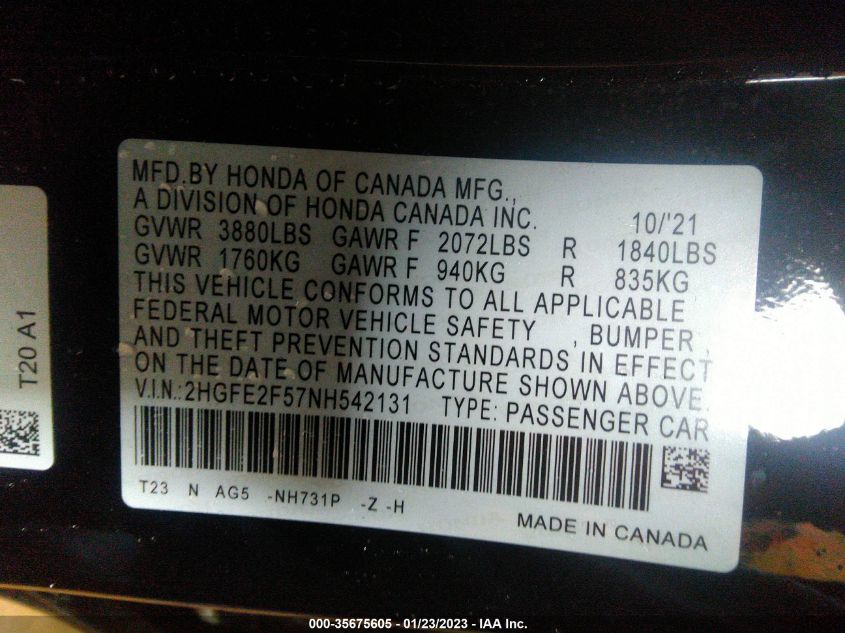 MFD.BY HONDA OF CANADA MFG.,
A DIVISION OF HONDA CANADA INC. 10/'21
GVWR 3880LBS GAWR F 2072LBS R 1840LBS
GVWR 1760KG GAWR F 940KG R 835KG
THIS VEHICLE CONFORMS TO ALL APPLICABLE
FEDERAL MOTOR VEHICLE SAFETY , BUMPER ,
AND THEFT PREVENTION STANDARDS IN EFFECT
ON THE DATE OF MANUFACTURE SHOWN ABOVE.
V.I.N.: 2HGFE2F57NH542131 TYPE: PASSENGER CAR
T23 N AG5 -NH731P -Z -H
MADE IN CANADA
T20 A1
000-35675605 - 01/23/2023 - IAA Inc.